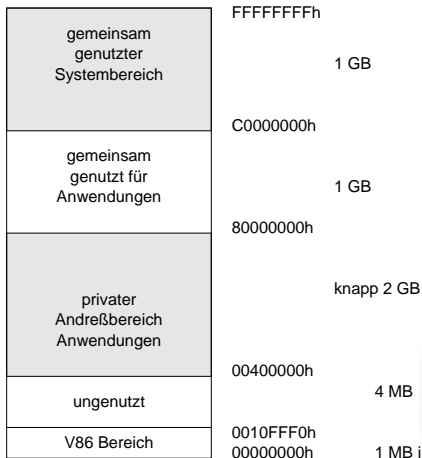 FFFFFFFFh
gemeinsam
genutzter
Systembereich
1 GB
C0000000h
gemeinsam
genutzt für
Anwendungen
1 GB
80000000h
knapp 2 GB
privater
Andreßbereich
Anwendungen
00400000h
4 MB
ungenutzt
0010FFF0h
V86 Bereich
00000000h
1 MB i